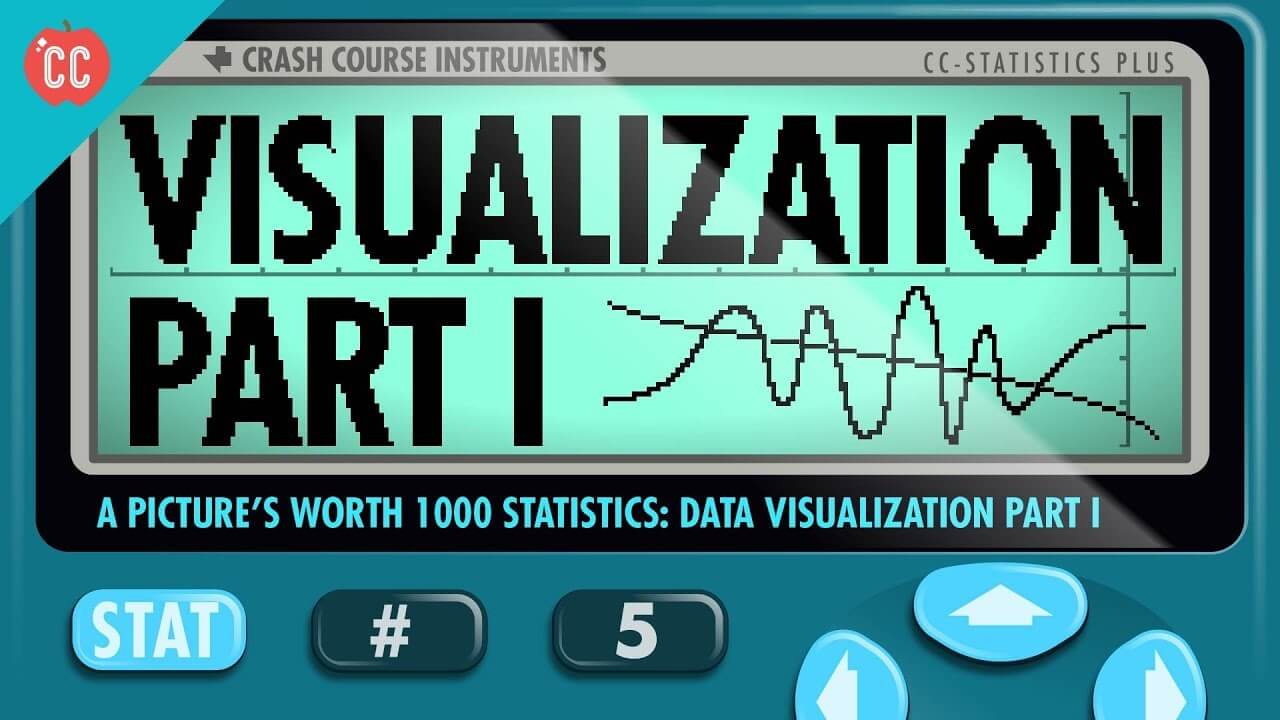 CC
CRASH COURSE INSTRUMENTS
CC-STATISTICS PLUS
VISUALIZATION
PART I
A PICTURE'S WORTH 1000 STATISTICS: DATA VISUALIZATION PART I
STAT
#
5